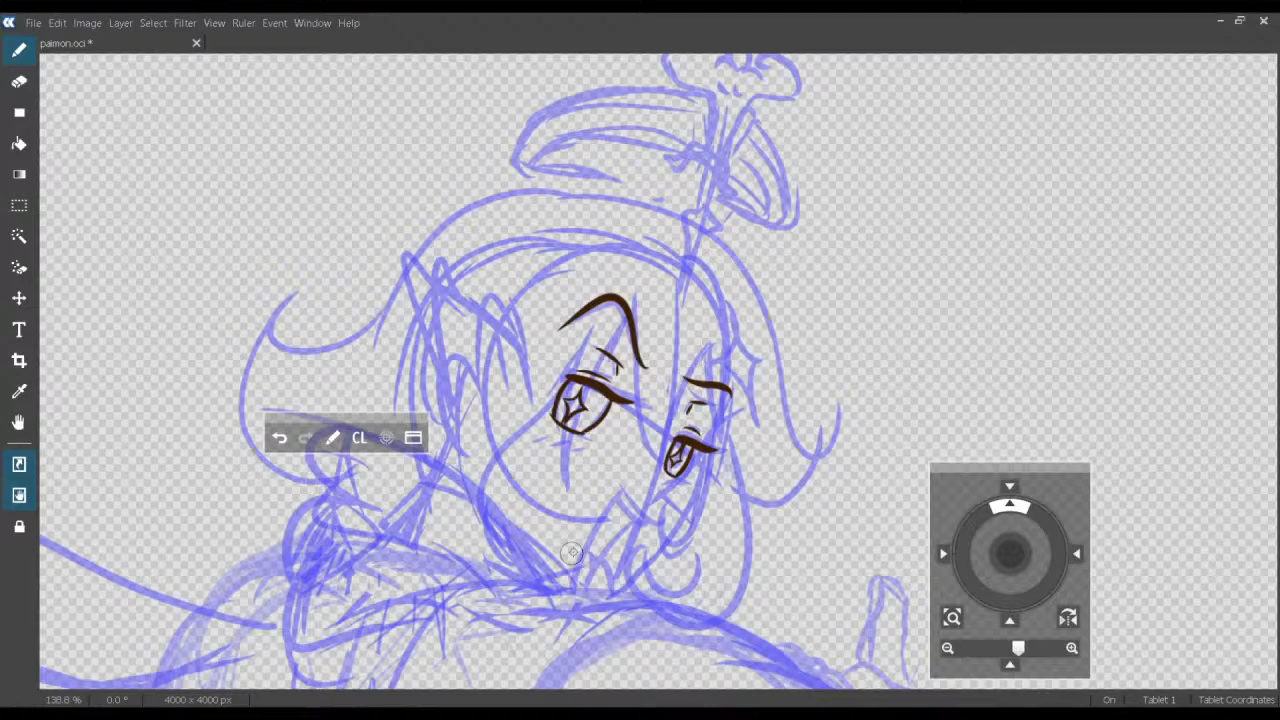 File Edit Image Layer Select Filter View Ruler Event Window Help
paimon.oci *
CL
T
138.8 % 0.0 ° 4000 x 4000 px On Tablet 1 Tablet Coordinates